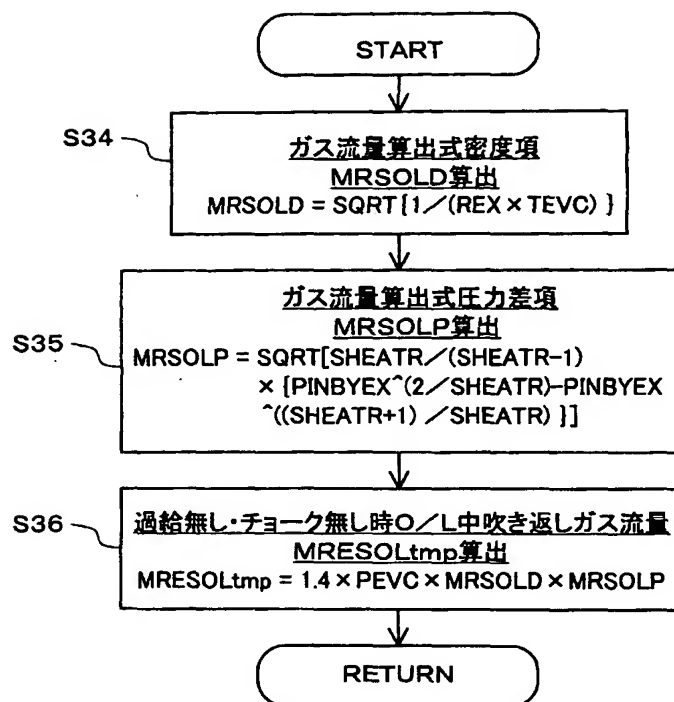 START
S34
ガス流量算出式密度項
MRSOLD算出
MRSOLD = SQRT{1／(REX × TEVC) }
S35
ガス流量算出式圧力差項
MRSOLP算出
MRSOLP = SQRT[SHEATR／(SHEATR-1)
× {PINBYEX^(2／SHEATR)-PINBYEX
^((SHEATR+1) ／SHEATR) }]
S36
過給無し・チョーク無し時O／L中吹き返しガス流量
MRESOLtmp算出
MRESOLtmp = 1.4 × PEVC × MRSOLD × MRSOLP
RETURN